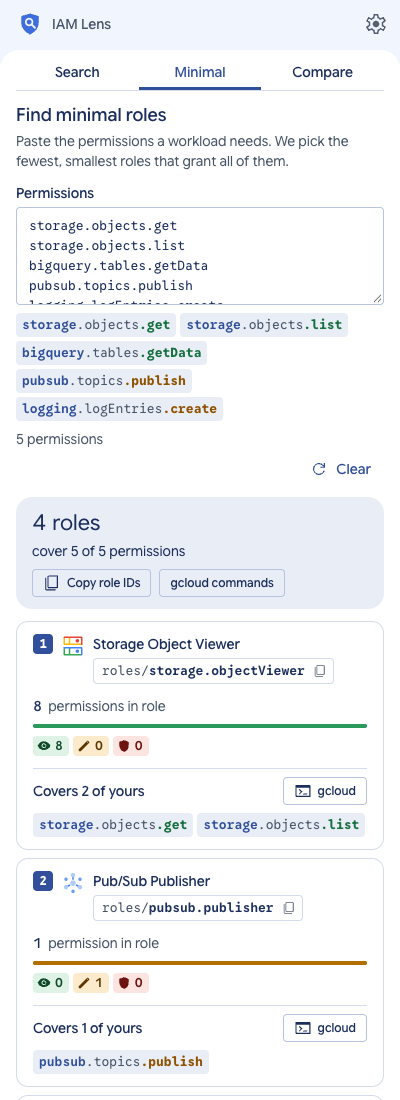 IAM Lens
Search
Minimal
Compare
Find minimal roles
Paste the permissions a workload needs. We pick the
fewest, smallest roles that grant all of them.
Permissions
storage.objects.get
storage.objects.list
bigquery.tables.getData
pubsub.topics.publish
logging.logEntries.create
storage.objects.get storage.objects.list
bigquery.tables.getData
pubsub.topics.publish
logging.logEntries.create
5 permissions
Clear
4 roles
cover 5 of 5 permissions
Copy role IDs
gcloud commands
1 Storage Object Viewer
roles/storage.objectViewer
8 permissions in role
8 0 0
Covers 2 of yours
gcloud
storage.objects.get storage.objects.list
2 Pub/Sub Publisher
roles/pubsub.publisher
1 permission in role
0 1 0
Covers 1 of yours
gcloud
pubsub.topics.publish